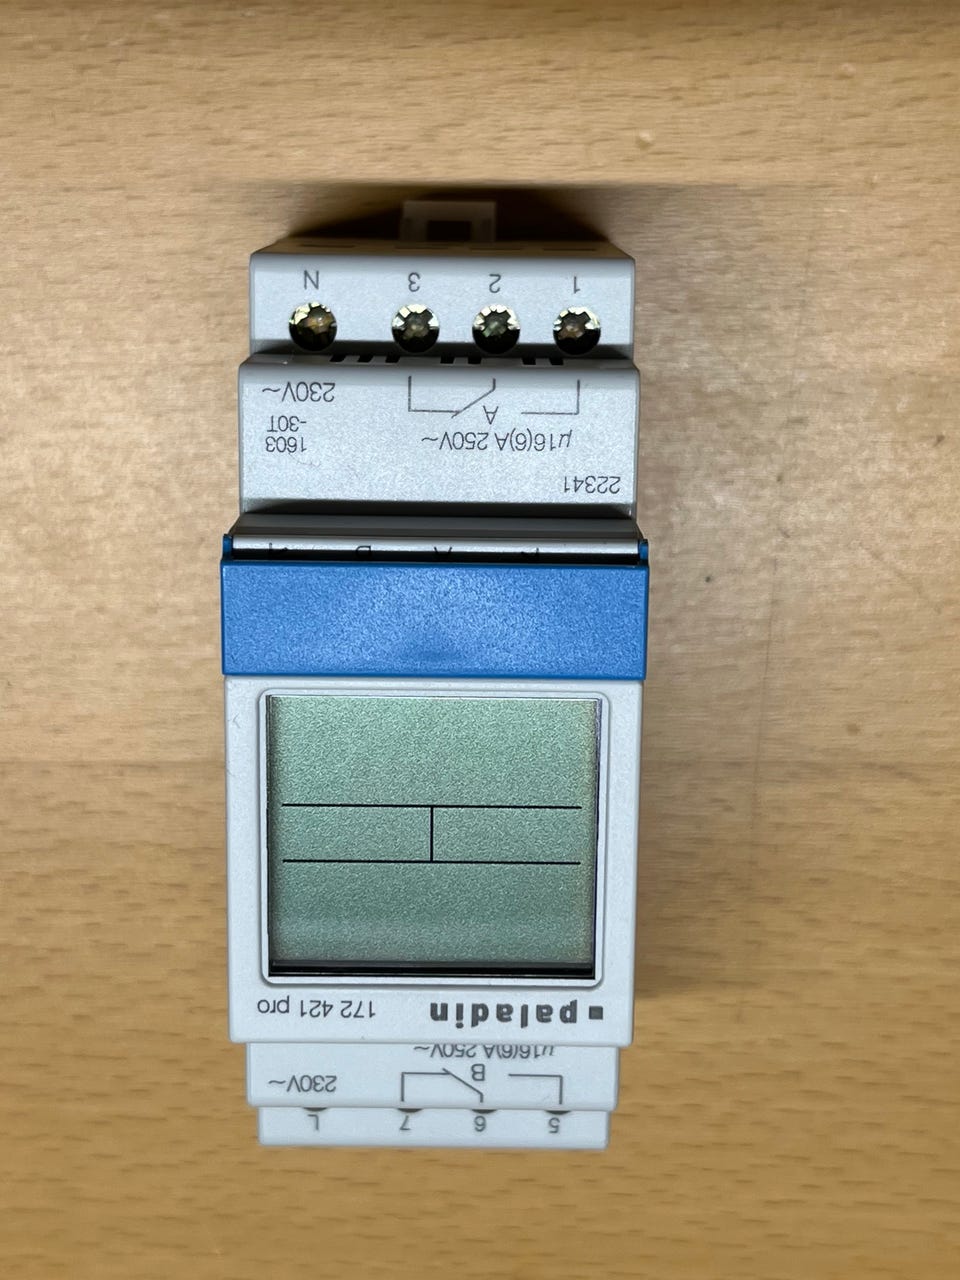 5 6 7 L
B 230V~
µ16(6)A 250V~
paladin 172 421 pro
22341
µ16(6)A 250V~ 1603
-30T
A
230V~
1 2 3 N